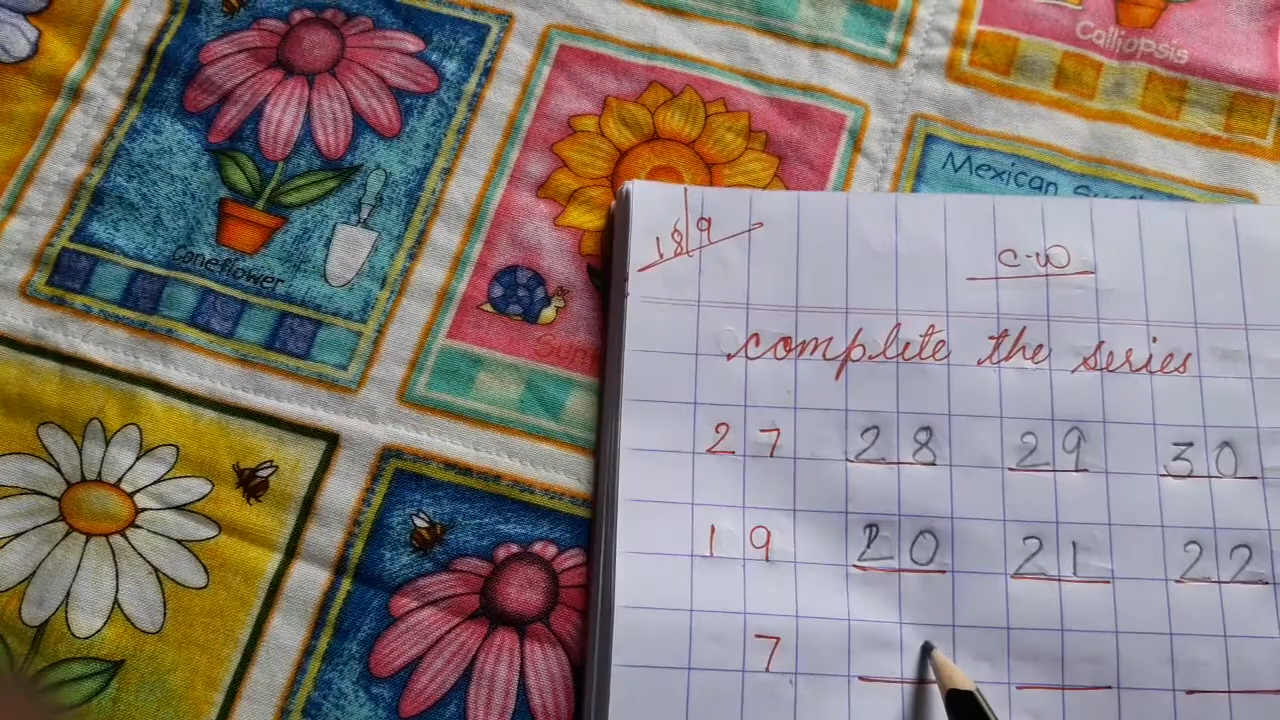 Calliopsis
Mexican
Coneflower
18/9
C.W
complete the series
27 28 29 30
19 20 21 22
7